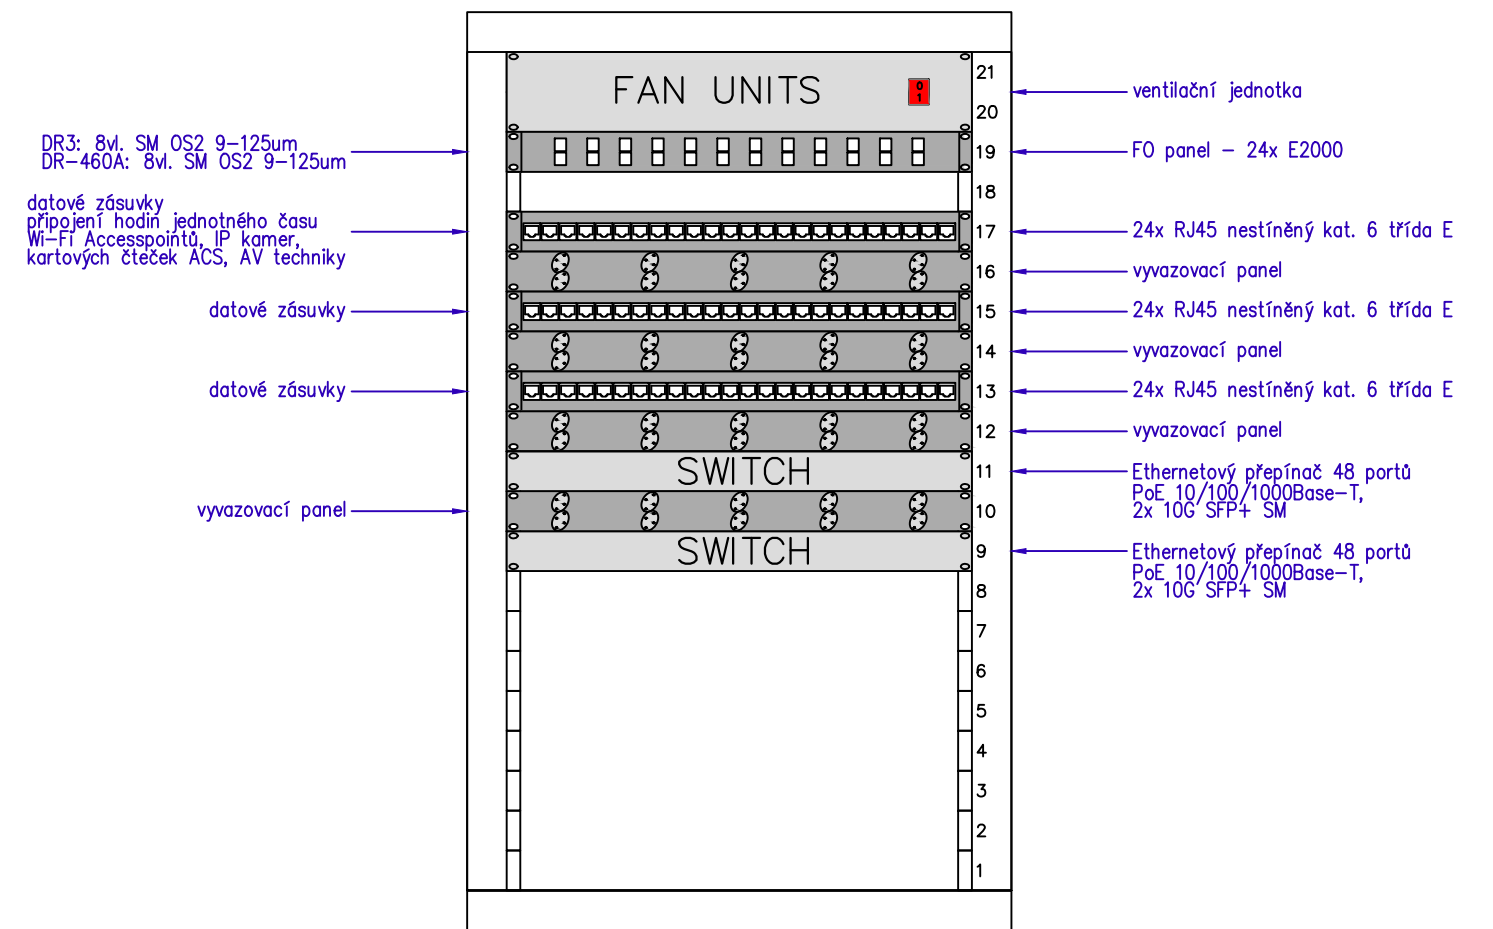 FAN UNITS
0
1
21
20
ventilační jednotka
DR3: 8vl. SM OS2 9-125um
DR-460A: 8vl. SM OS2 9-125um
19
FO panel - 24x E2000
18
datové zásuvky
připojení hodin jednotného času
Wi-Fi Accesspointů, IP kamer,
kartových čteček ACS, AV techniky
17
24x RJ45 nestíněný kat. 6 třída E
16
vyvazovací panel
datové zásuvky
15
24x RJ45 nestíněný kat. 6 třída E
14
vyvazovací panel
datové zásuvky
13
24x RJ45 nestíněný kat. 6 třída E
12
vyvazovací panel
SWITCH
11
Ethernetový přepínač 48 portů
PoE 10/100/1000Base-T,
2x 10G SFP+ SM
vyvazovací panel
10
SWITCH
9
Ethernetový přepínač 48 portů
PoE 10/100/1000Base-T,
2x 10G SFP+ SM
8
7
6
5
4
3
2
1